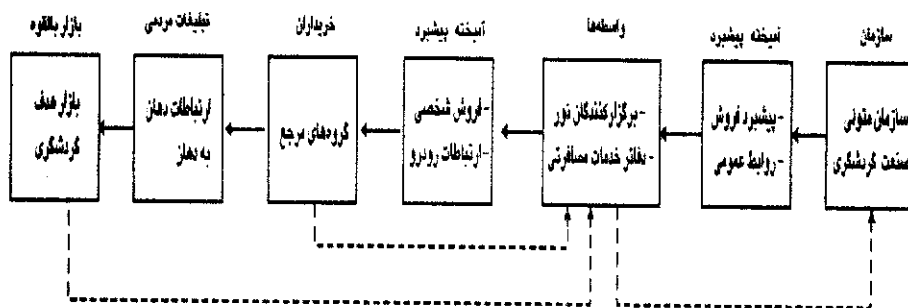 سازمان
آمیخته پیشبرد
واسطه‌ها
آمیخته پیشبرد
خریداران
تبلیغات مردمی
بازار بالقوه
سازمان متولی
صنعت گردشگری
- پیشبرد فروش
- روابط عمومی
- برگزارکنندگان تور
- دفاتر خدمات مسافرتی
- فروش شخصی
- ارتباطات رودررو
گروه‌های مرجع
ارتباطات دهان
به دهان
بازار هدف
گردشگری